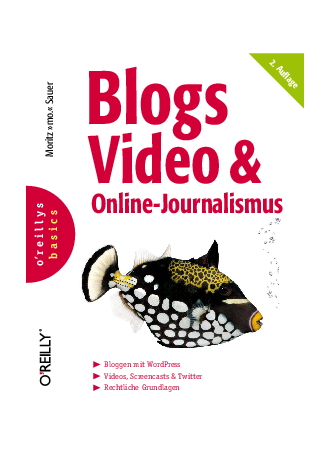 2. Auflage
Moritz »mo.« Sauer
Blogs
Video &
Online-Journalismus
o'reillys
basics
Bloggen mit WordPress
Videos, Screencasts & Twitter
Rechtliche Grundlagen
O'REILLY®